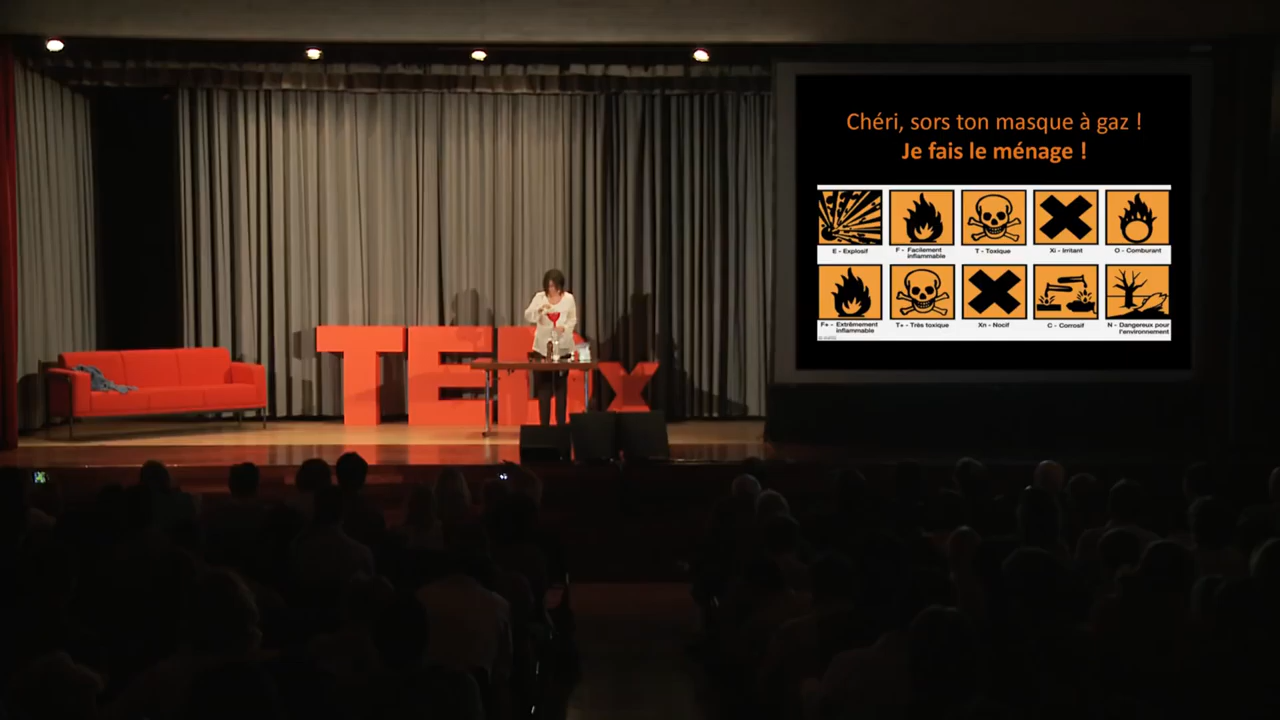 Chéri, sors ton masque à gaz !
Je fais le ménage !
E - Explosif
F - Facilement
inflammable
T - Toxique
Xi - Irritant
O - Comburant
F+ - Extrêmement
inflammable
T+ - Très toxique
Xn - Nocif
C - Corrosif
N - Dangereux pour
l'environnement
TEDx